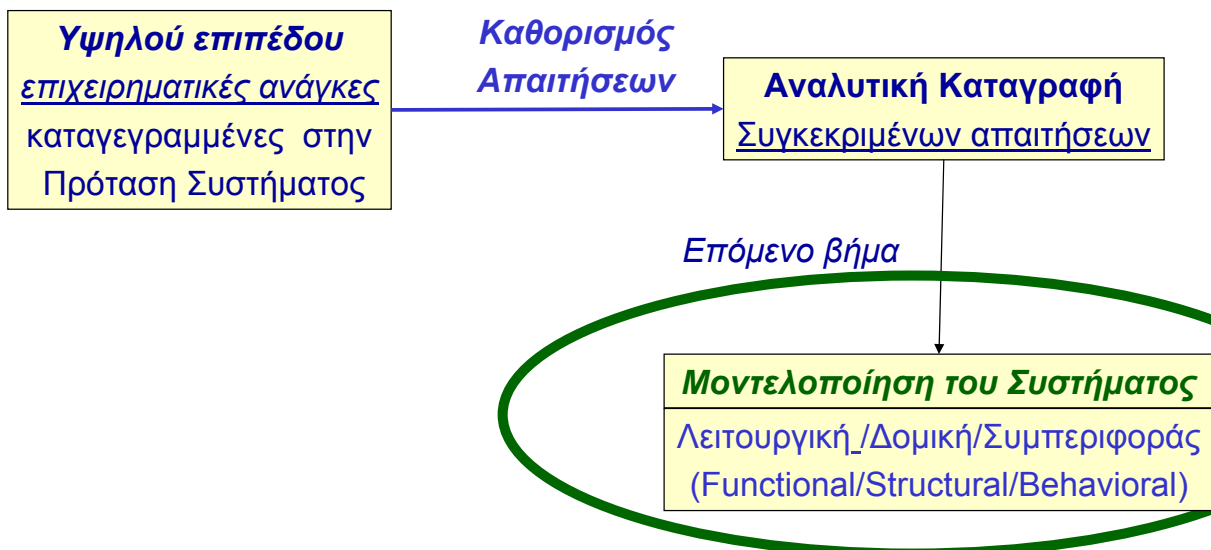 Υψηλού επιπέδου
επιχειρηματικές ανάγκες
καταγεγραμμένες στην
Πρόταση Συστήματος
Καθορισμός
Απαιτήσεων
Αναλυτική Καταγραφή
Συγκεκριμένων απαιτήσεων
Επόμενο βήμα
Μοντελοποίηση του Συστήματος
Λειτουργική /Δομική/Συμπεριφοράς
(Functional/Structural/Behavioral)